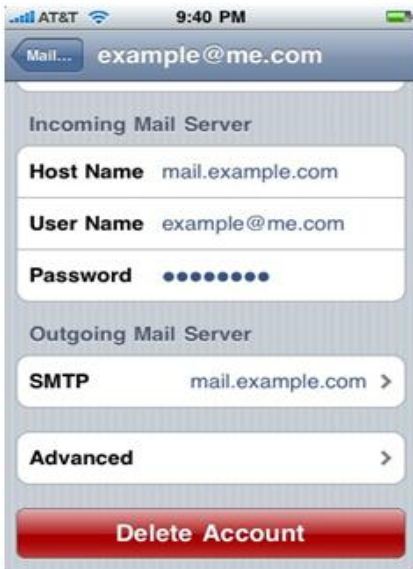 AT&T 9:40 PM
Mail... example@me.com
Incoming Mail Server
Host Name mail.example.com
User Name example@me.com
Password ●●●●●●●●
Outgoing Mail Server
SMTP mail.example.com >
Advanced >
Delete Account